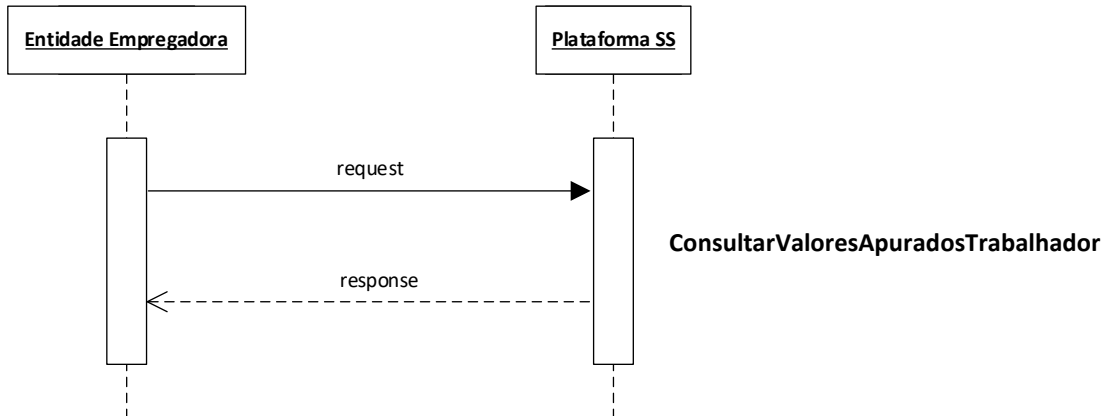 Entidade Empregadora
Plataforma SS
request
ConsultarValoresApuradosTrabalhador
response